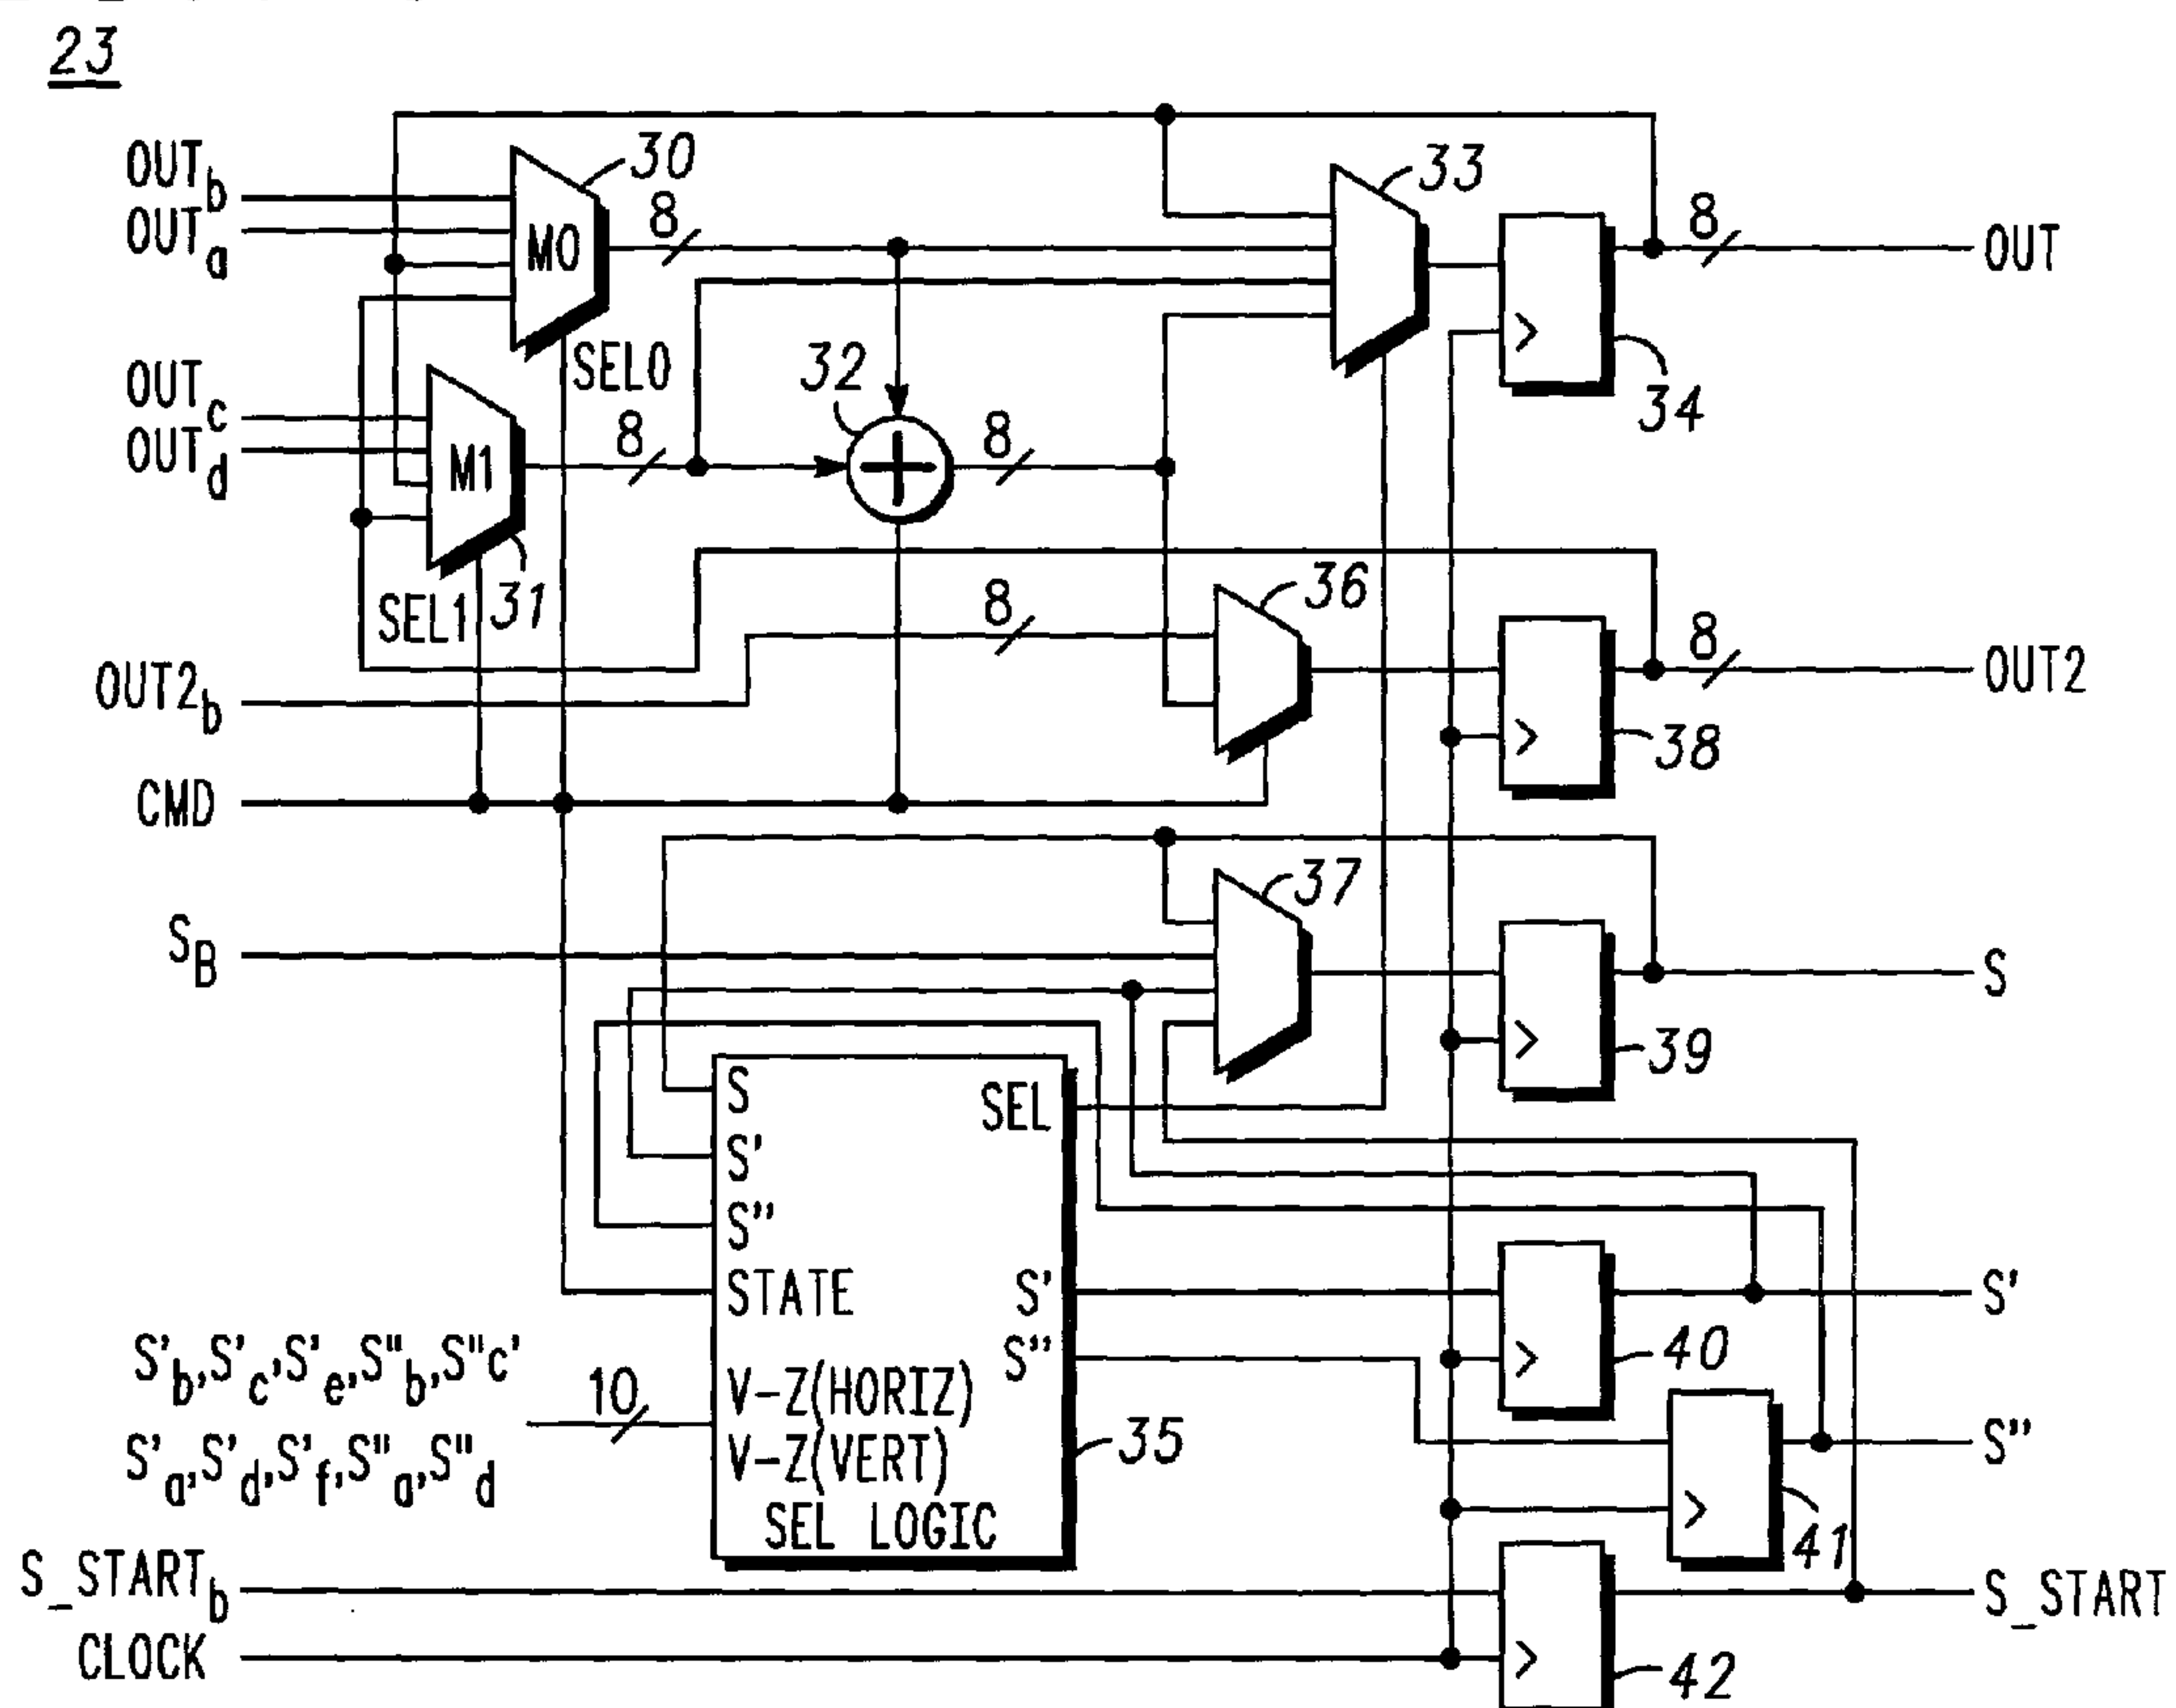 23
OUTb
OUTa
M0
30
8
SEL0
33
8
OUT
34
OUTc
OUTd
M1
8
32
8
SEL1
31
8
36
8
OUT2
OUT2b
38
CMD
37
SB
S
39
S
SEL
S'
S"
STATE
S'
S'
40
S"
S'b,S'c,S'e,S"b,S"c'
10
V-Z(HORIZ)
V-Z(VERT)
35
S"
S'a,S'd,S'f,S"a,S"d
SEL LOGIC
41
S_STARTb
S_START
CLOCK
42